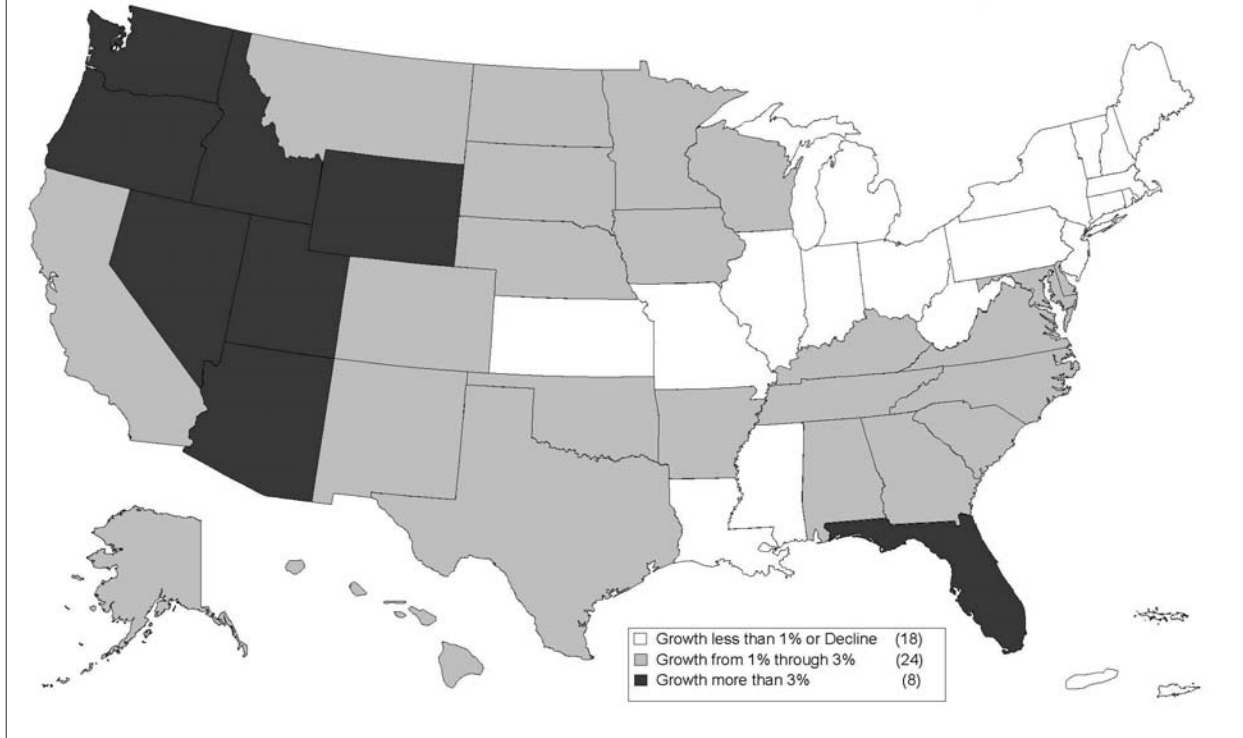 Growth less than 1% or Decline (18)
Growth from 1% through 3% (24)
Growth more than 3% (8)